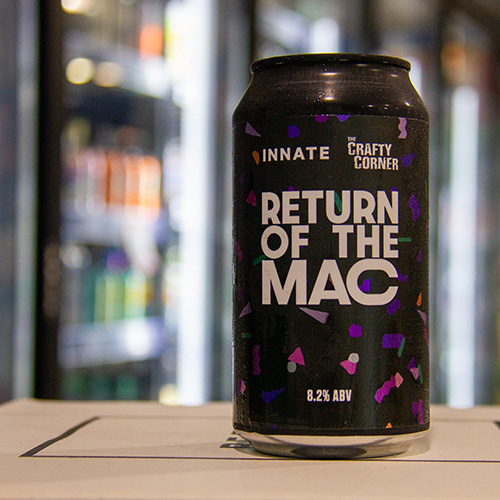 INNATE
THE
CRAFTY
CORNER
RETURN
OF THE
MAC
8.2% ABV